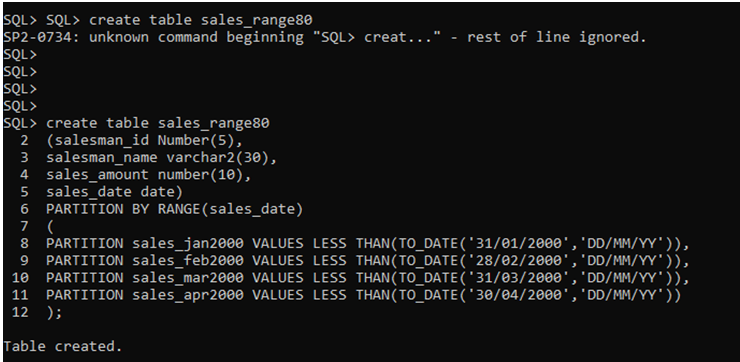 SQL> SQL> create table sales_range80
SP2-0734: unknown command beginning "SQL> creat..." - rest of line ignored.
SQL>
SQL>
SQL>
SQL>
SQL> create table sales_range80
  2  (salesman_id Number(5),
  3  salesman_name varchar2(30),
  4  sales_amount number(10),
  5  sales_date date)
  6  PARTITION BY RANGE(sales_date)
  7  (
  8  PARTITION sales_jan2000 VALUES LESS THAN(TO_DATE('31/01/2000','DD/MM/YY')),
  9  PARTITION sales_feb2000 VALUES LESS THAN(TO_DATE('28/02/2000','DD/MM/YY')),
 10  PARTITION sales_mar2000 VALUES LESS THAN(TO_DATE('31/03/2000','DD/MM/YY')),
 11  PARTITION sales_apr2000 VALUES LESS THAN(TO_DATE('30/04/2000','DD/MM/YY'))
 12  );
Table created.